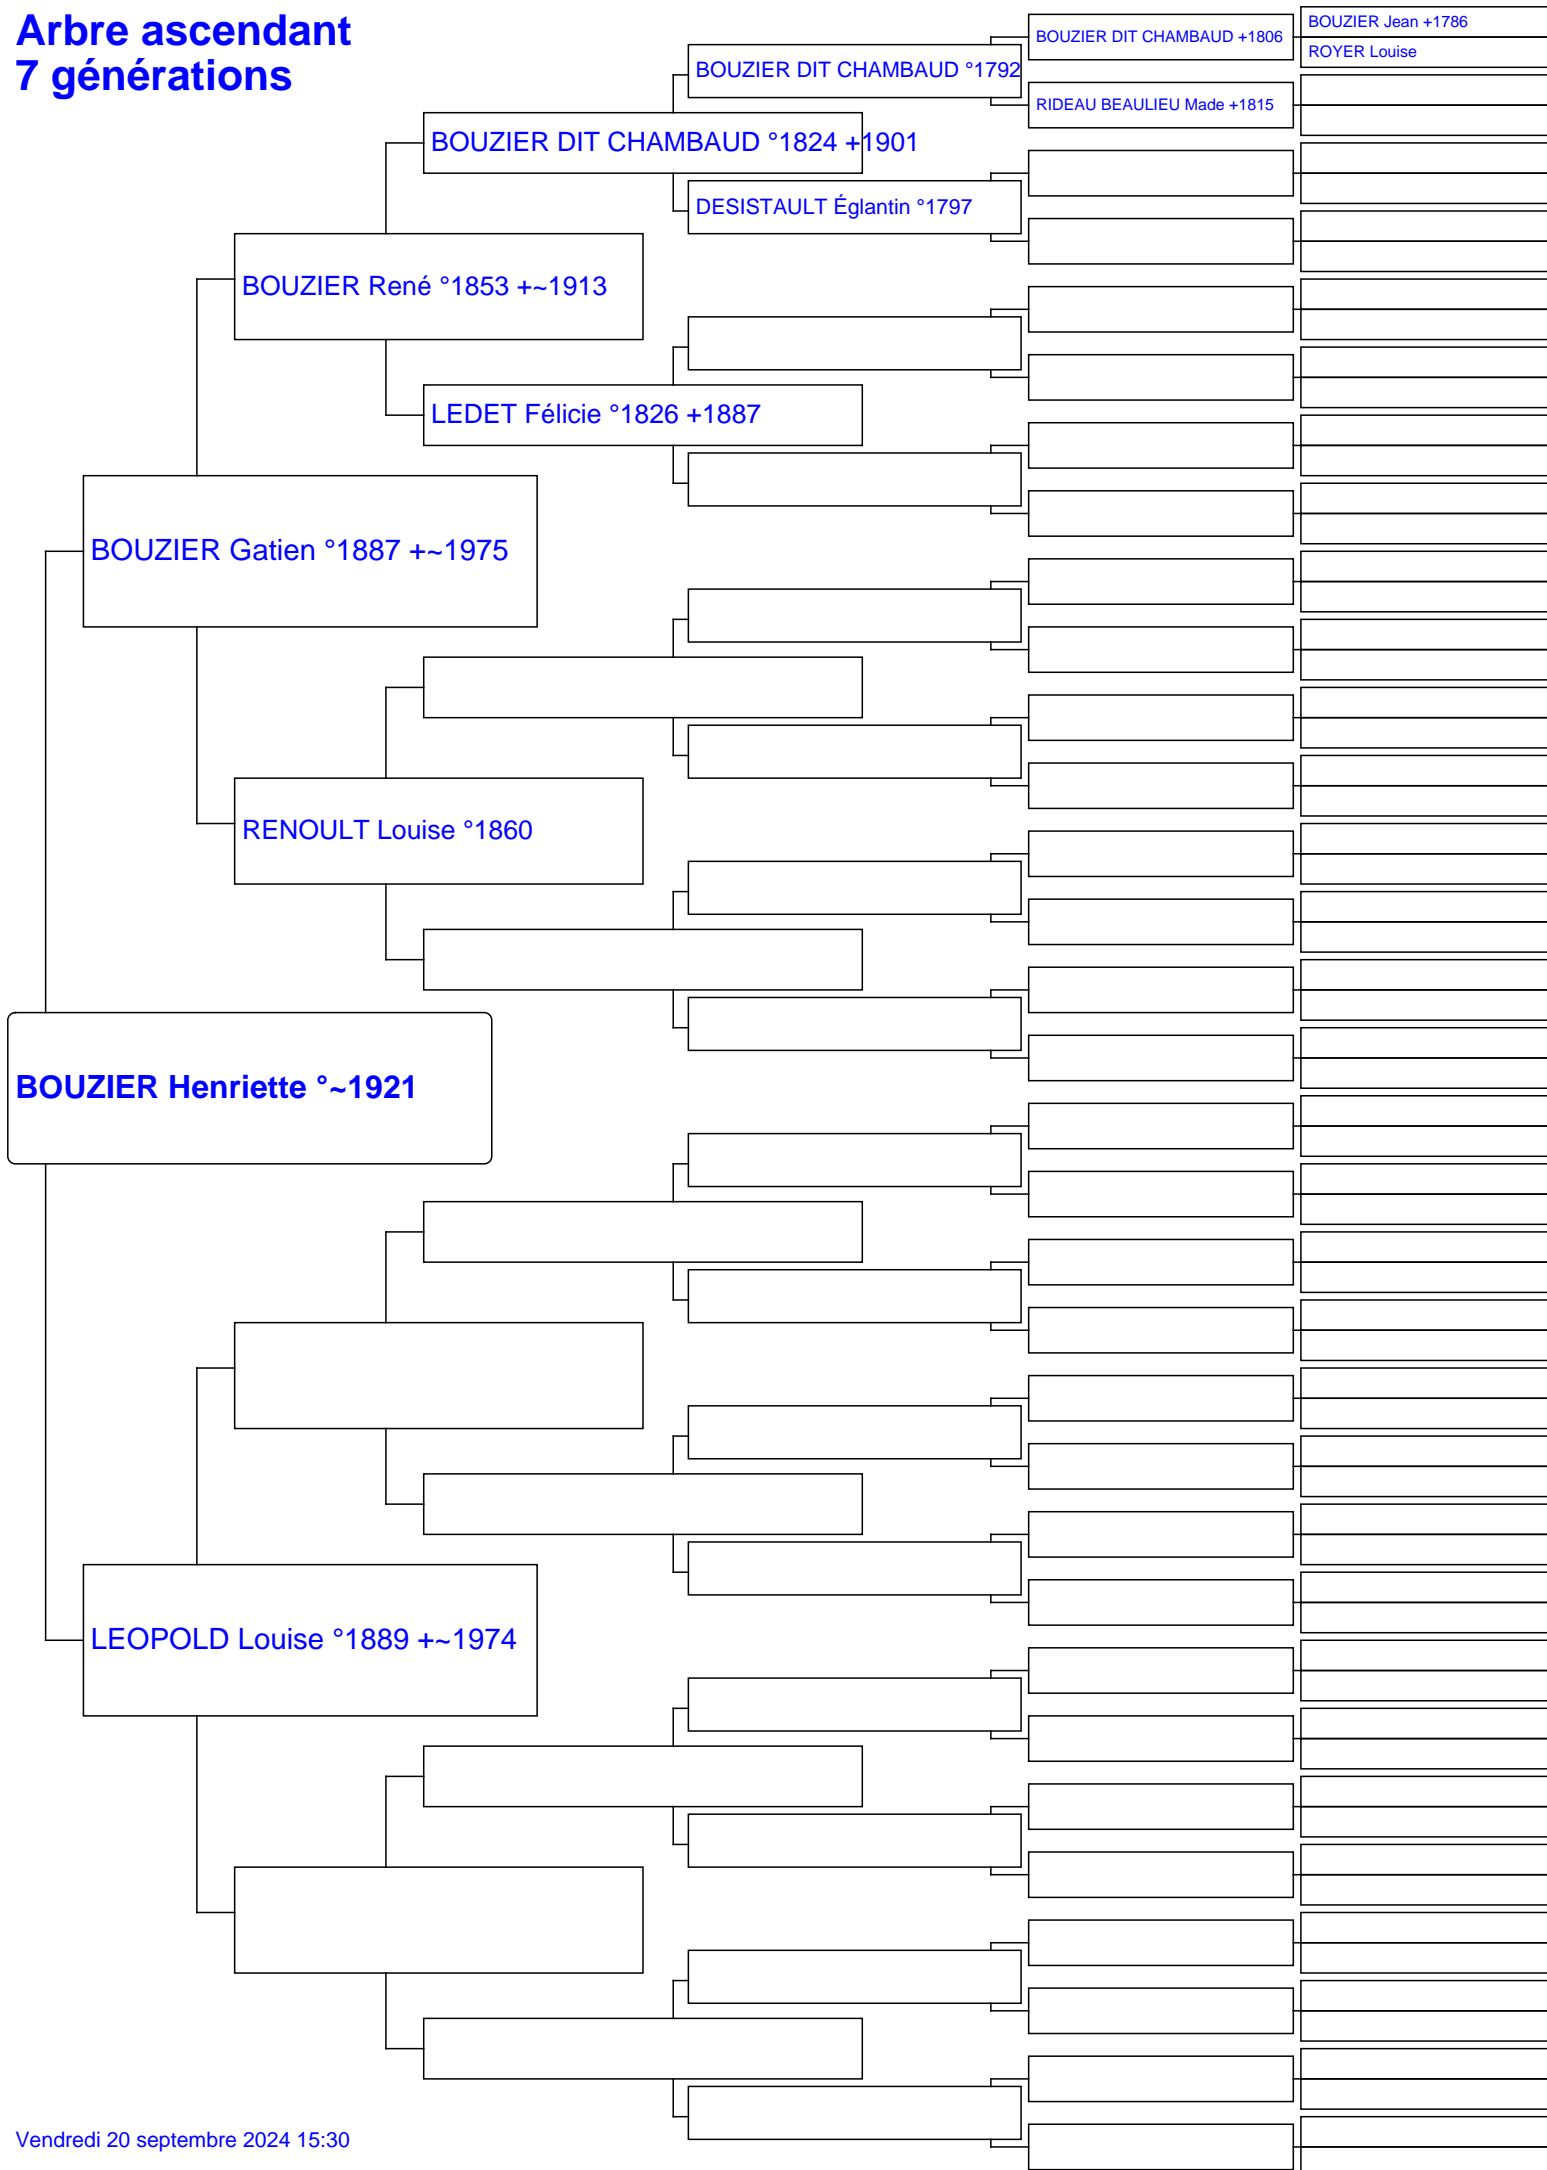 Arbre ascendant
7 générations
BOUZIER Jean +1786
BOUZIER DIT CHAMBAUD +1806
ROYER Louise
BOUZIER DIT CHAMBAUD °1792
RIDEAU BEAULIEU Made +1815
BOUZIER DIT CHAMBAUD °1824 +1901
DESISTAULT Églantin °1797
BOUZIER René °1853 +~1913
LEDET Félicie °1826 +1887
BOUZIER Gatien °1887 +~1975
RENOULT Louise °1860
BOUZIER Henriette °~1921
LEOPOLD Louise °1889 +~1974
Vendredi 20 septembre 2024 15:30